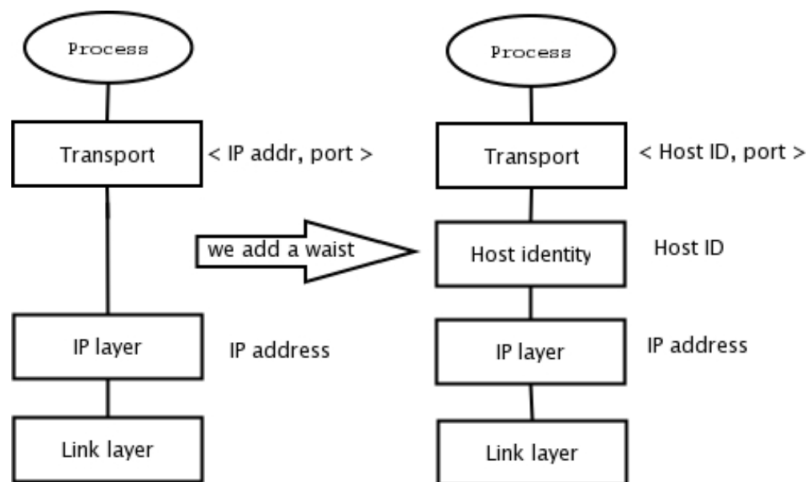 Process
Transport
< IP addr, port >
IP layer
IP address
Link layer
we add a waist
Process
Transport
< Host ID, port >
Host identity
Host ID
IP layer
IP address
Link layer